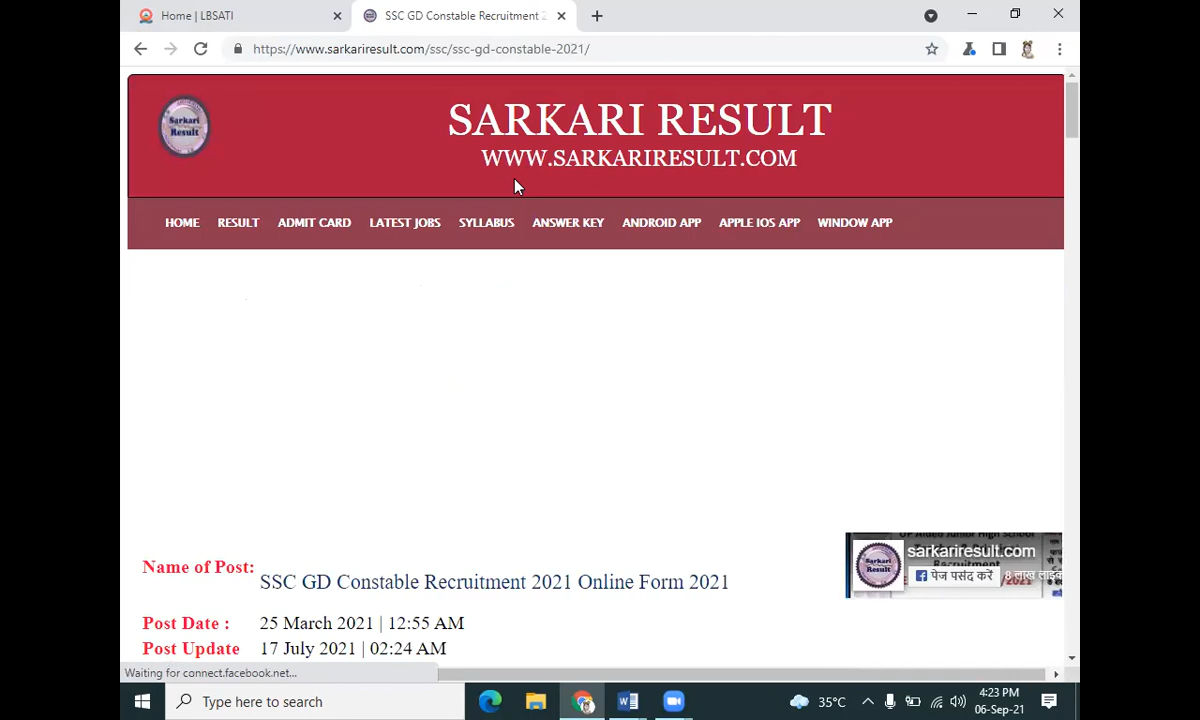 Home | LBSATI
SSC GD Constable Recruitment 2
https://www.sarkariresult.com/ssc/ssc-gd-constable-2021/
Sarkari
Result
SARKARI RESULT
WWW.SARKARIRESULT.COM
HOME RESULT ADMIT CARD LATEST JOBS SYLLABUS ANSWER KEY ANDROID APP APPLE IOS APP WINDOW APP
sarkariresult.com
पेज पसंद करें 8 लाख लाइक
Name of Post:
SSC GD Constable Recruitment 2021 Online Form 2021
Post Date : 25 March 2021 | 12:55 AM
Post Update 17 July 2021 | 02:24 AM
Waiting for connect.facebook.net...
Type here to search
35°C
4:23 PM
06-Sep-21